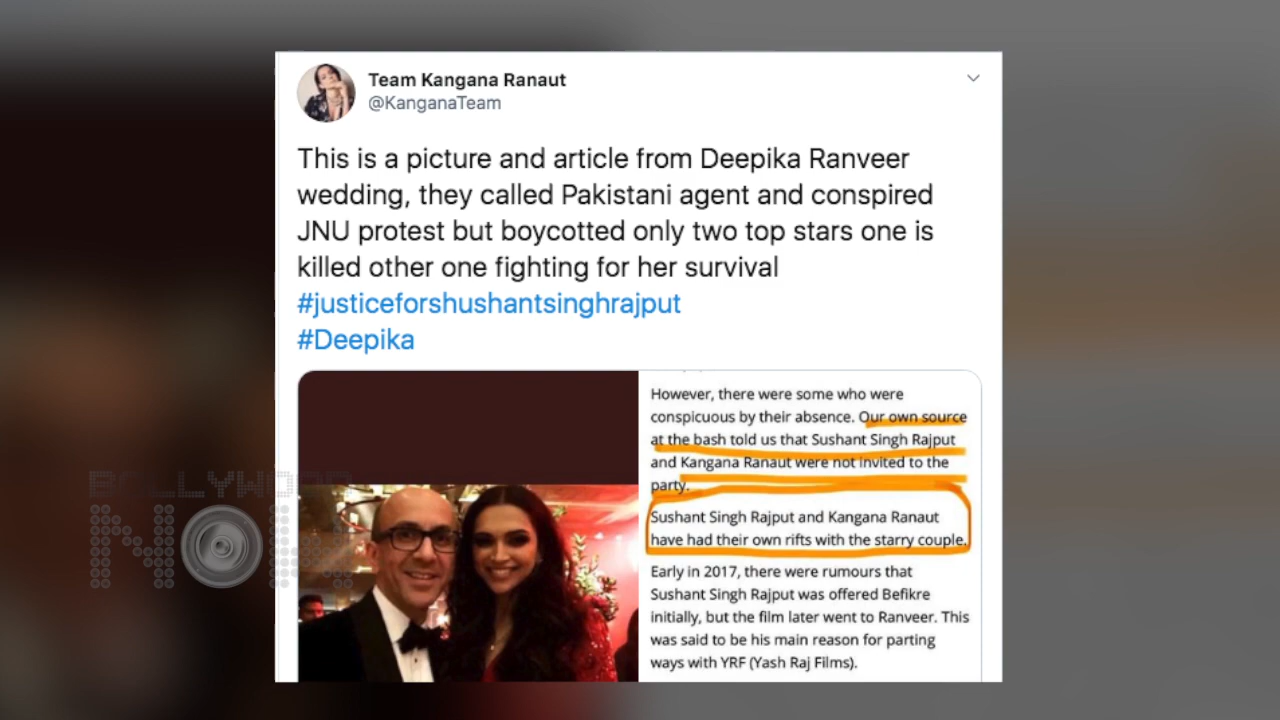 Team Kangana Ranaut
@KanganaTeam
This is a picture and article from Deepika Ranveer
wedding, they called Pakistani agent and conspired
JNU protest but boycotted only two top stars one is
killed other one fighting for her survival
#justiceforshushantsinghrajput
#Deepika
However, there were some who were
conspicuous by their absence. Our own source
at the bash told us that Sushant Singh Rajput
and Kangana Ranaut were not invited to the
party.
Sushant Singh Rajput and Kangana Ranaut
have had their own rifts with the starry couple.
Early in 2017, there were rumours that
Sushant Singh Rajput was offered Befikre
initially, but the film later went to Ranveer. This
was said to be his main reason for parting
ways with YRF (Yash Raj Films).
BOLLYWOOD
NOIR